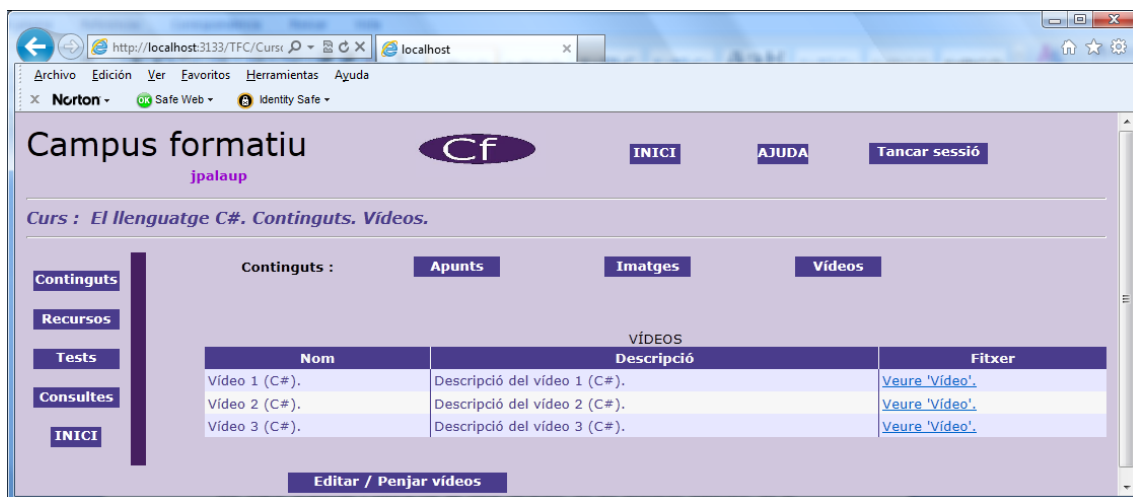 http://localhost:3133/TFC/Curs
localhost
Archivo Edición Ver Favoritos Herramientas Ayuda
x Norton OK Safe Web Identity Safe
Campus formatiu
Cf
INICI
AJUDA
Tancar sessió
jpalaup
Curs : El llenguatge C#. Continguts. Vídeos.
Continguts
Recursos
Tests
Consultes
INICI
Continguts : Apunts Imatges Vídeos
VÍDEOS
Nom Descripció Fitxer
Vídeo 1 (C#). Descripció del vídeo 1 (C#). Veure 'Vídeo'.
Vídeo 2 (C#). Descripció del vídeo 2 (C#). Veure 'Vídeo'.
Vídeo 3 (C#). Descripció del vídeo 3 (C#). Veure 'Vídeo'.
Editar / Penjar vídeos